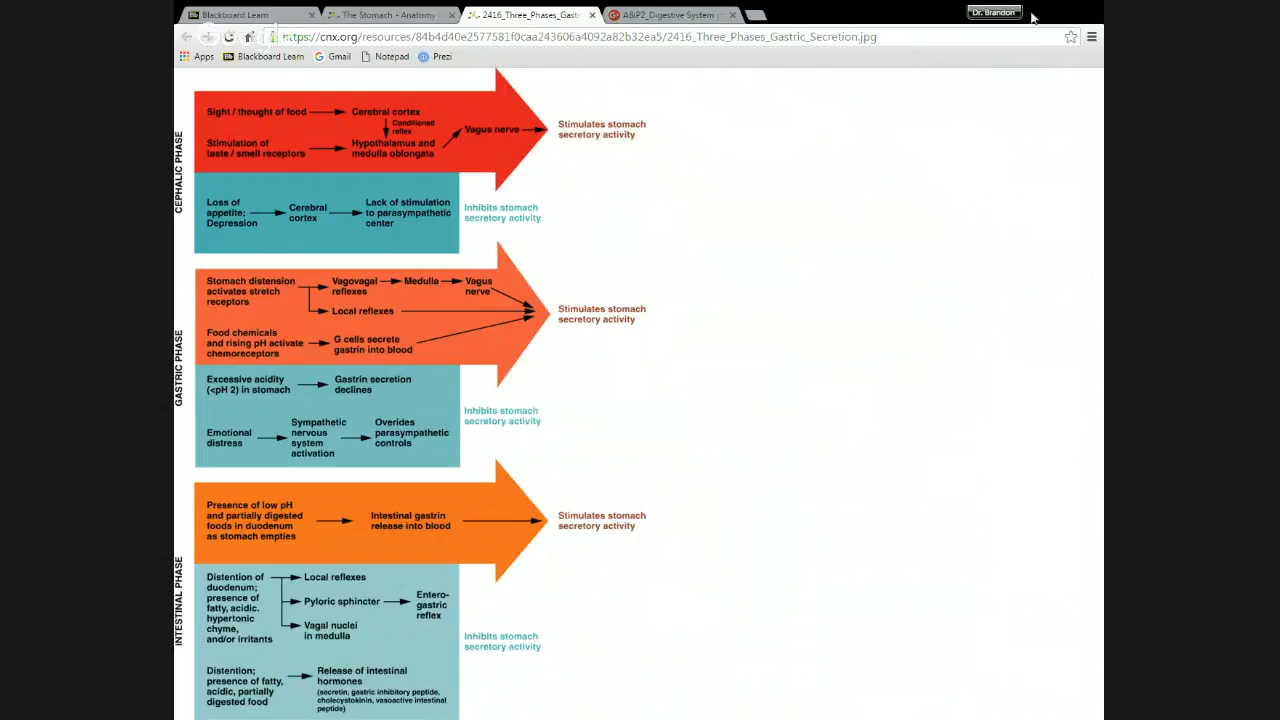 Blackboard Learn
The Stomach - Anatomy
2416_Three_Phases_Gast
A&P2_Digestive System
Dr. Brandon
https://cnx.org/resources/84b4d40e2577581f0caa243606a4092a82b32ea5/2416_Three_Phases_Gastric_Secretion.jpg
Apps
Blackboard Learn
Gmail
Notepad
Prezi
CEPHALIC PHASE
Sight / thought of food
Cerebral cortex
Conditioned
reflex
Stimulation of
taste / smell receptors
Hypothalamus and
medulla oblongata
Vagus nerve
Stimulates stomach
secretory activity
Loss of
appetite;
Depression
Cerebral
cortex
Lack of stimulation
to parasympathetic
center
Inhibits stomach
secretory activity
GASTRIC PHASE
Stomach distension
activates stretch
receptors
Vagovagal
reflexes
Medulla
Vagus
nerve
Local reflexes
Food chemicals
and rising pH activate
chemoreceptors
G cells secrete
gastrin into blood
Stimulates stomach
secretory activity
Excessive acidity
(<pH 2) in stomach
Gastrin secretion
declines
Emotional
distress
Sympathetic
nervous
system
activation
Overides
parasympathetic
controls
Inhibits stomach
secretory activity
INTESTINAL PHASE
Presence of low pH
and partially digested
foods in duodenum
as stomach empties
Intestinal gastrin
release into blood
Stimulates stomach
secretory activity
Distention of
duodenum;
presence of
fatty, acidic.
hypertonic
chyme,
and/or irritants
Local reflexes
Pyloric sphincter
Vagal nuclei
in medulla
Entero-
gastric
reflex
Inhibits stomach
secretory activity
Distention;
presence of fatty,
acidic, partially
digested food
Release of intestinal
hormones
(secretin, gastric inhibitory peptide,
cholecystokinin, vasoactive intestinal
peptide)